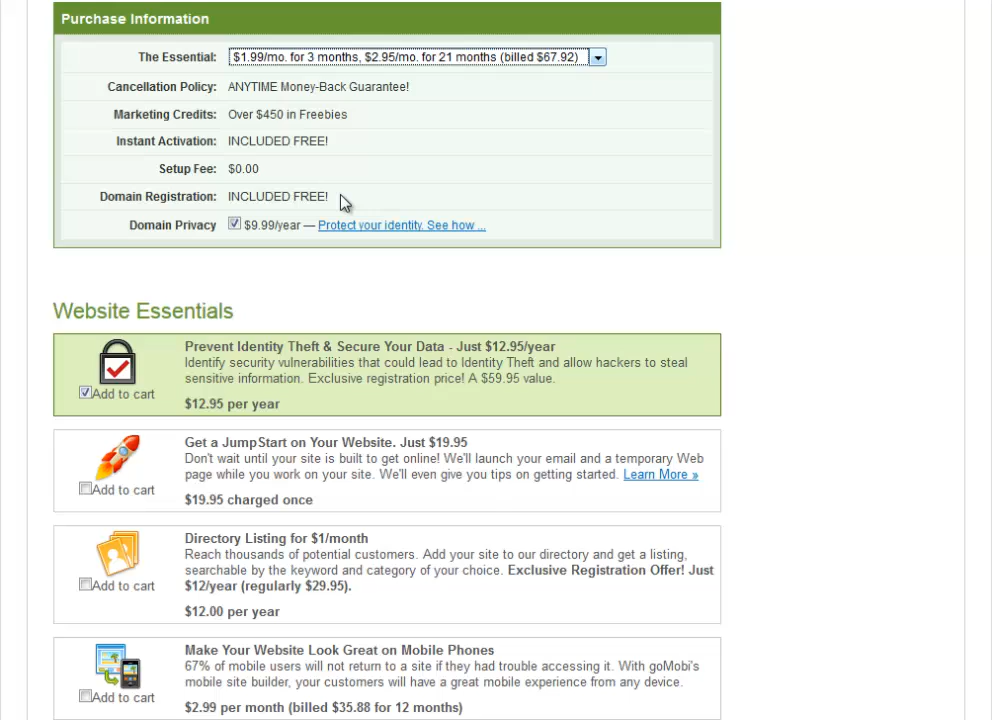 Purchase Information
The Essential: $1.99/mo. for 3 months, $2.95/mo. for 21 months (billed $67.92)
Cancellation Policy: ANYTIME Money-Back Guarantee!
Marketing Credits: Over $450 in Freebies
Instant Activation: INCLUDED FREE!
Setup Fee: $0.00
Domain Registration: INCLUDED FREE!
Domain Privacy $9.99/year — Protect your identity. See how ...
Website Essentials
Prevent Identity Theft & Secure Your Data - Just $12.95/year
Identify security vulnerabilities that could lead to Identity Theft and allow hackers to steal
sensitive information. Exclusive registration price! A $59.95 value.
Add to cart
$12.95 per year
Get a JumpStart on Your Website. Just $19.95
Don't wait until your site is built to get online! We'll launch your email and a temporary Web
page while you work on your site. We'll even give you tips on getting started. Learn More »
Add to cart
$19.95 charged once
Directory Listing for $1/month
Reach thousands of potential customers. Add your site to our directory and get a listing,
searchable by the keyword and category of your choice. Exclusive Registration Offer! Just
Add to cart
$12/year (regularly $29.95).
$12.00 per year
Make Your Website Look Great on Mobile Phones
67% of mobile users will not return to a site if they had trouble accessing it. With goMobi's
mobile site builder, your customers will have a great mobile experience from any device.
Add to cart
$2.99 per month (billed $35.88 for 12 months)